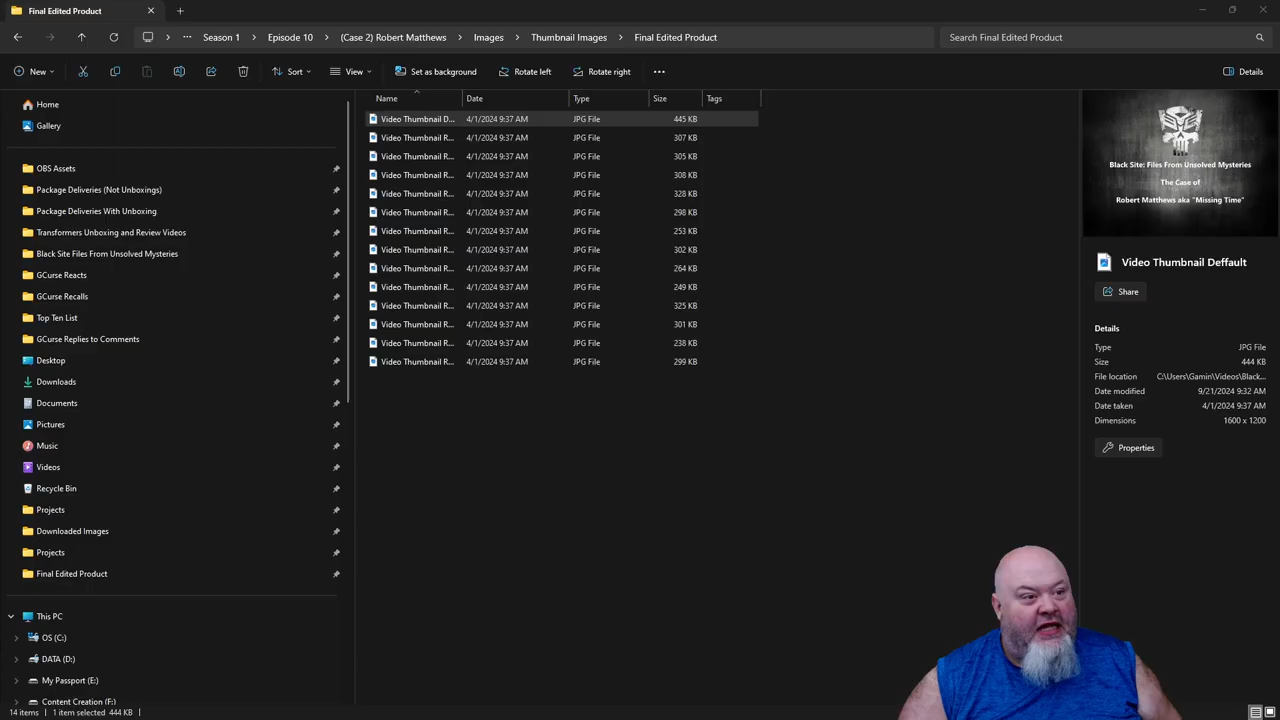 Final Edited Product
Season 1 Episode 10 (Case 2) Robert Matthews Images Thumbnail Images Final Edited Product Search Final Edited Product
New Sort View Set as background Rotate left Rotate right Details
Home
Gallery
OBS Assets
Package Deliveries (Not Unboxings)
Package Deliveries With Unboxing
Transformers Unboxing and Review Videos
Black Site Files From Unsolved Mysteries
GCurse Reacts
GCurse Recalls
Top Ten List
GCurse Replies to Comments
Desktop
Downloads
Documents
Pictures
Music
Videos
Recycle Bin
Projects
Downloaded Images
Projects
Final Edited Product
This PC
OS (C:)
DATA (D:)
My Passport (E:)
Content Creation (F:)
Name Date Type Size Tags
Video Thumbnail D... 4/1/2024 9:37 AM JPG File 445 KB
Video Thumbnail R... 4/1/2024 9:37 AM JPG File 307 KB
Video Thumbnail R... 4/1/2024 9:37 AM JPG File 305 KB
Video Thumbnail R... 4/1/2024 9:37 AM JPG File 308 KB
Video Thumbnail R... 4/1/2024 9:37 AM JPG File 328 KB
Video Thumbnail R... 4/1/2024 9:37 AM JPG File 298 KB
Video Thumbnail R... 4/1/2024 9:37 AM JPG File 253 KB
Video Thumbnail R... 4/1/2024 9:37 AM JPG File 302 KB
Video Thumbnail R... 4/1/2024 9:37 AM JPG File 264 KB
Video Thumbnail R... 4/1/2024 9:37 AM JPG File 249 KB
Video Thumbnail R... 4/1/2024 9:37 AM JPG File 325 KB
Video Thumbnail R... 4/1/2024 9:37 AM JPG File 301 KB
Video Thumbnail R... 4/1/2024 9:37 AM JPG File 238 KB
Video Thumbnail R... 4/1/2024 9:37 AM JPG File 299 KB
Black Site: Files From Unsolved Mysteries
The Case of
Robert Matthews aka "Missing Time"
Video Thumbnail Deffault
Share
Details
Type JPG File
Size 444 KB
File location C:\Users\Gamin\Videos\Black...
Date modified 9/21/2024 9:32 AM
Date taken 4/1/2024 9:37 AM
Dimensions 1600 x 1200
Properties
14 items 1 item selected 444 KB